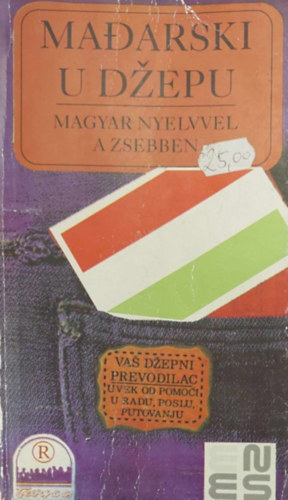 MAĐARSKI
U DŽEPU
MAGYAR NYELVVEL
A ZSEBBEN
25,00
VAŠ DŽEPNI
PREVODILAC
UVEK OD POMOĆI
U RADU, POSLU,
PUTOVANJU
R